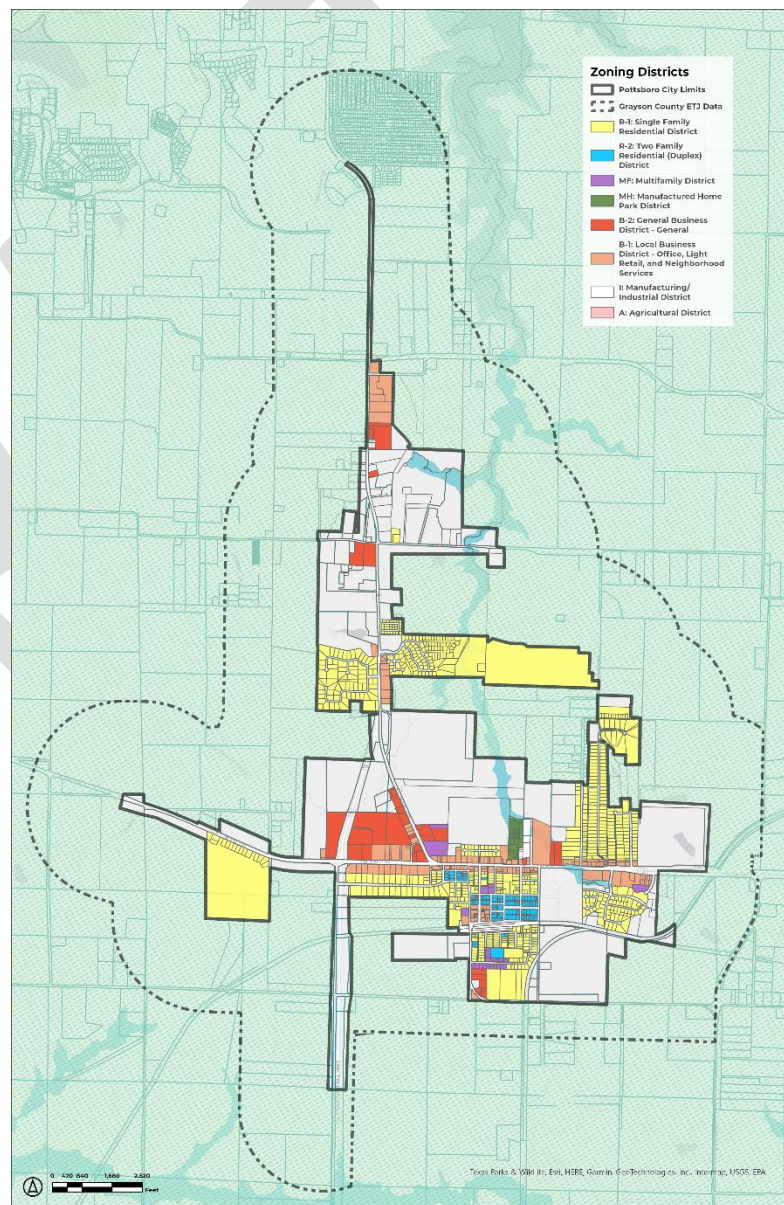 Zoning Districts
Pottsboro City Limits
Grayson County ETJ Data
R-1: Single Family
Residential District
R-2: Two Family
Residential (Duplex)
District
MF: Multifamily District
MH: Manufactured Home
Park District
B-2: General Business
District - General
B-1: Local Business
District - Office, Light
Retail, and Neighborhood
Services
I: Manufacturing/
Industrial District
A: Agricultural District
0 420 840 1,680 2,520
Feet
Texas Parks & Wildlife, Esri, HERE, Garmin, GeoTechnologies, Inc., Intermap, USGS, EPA